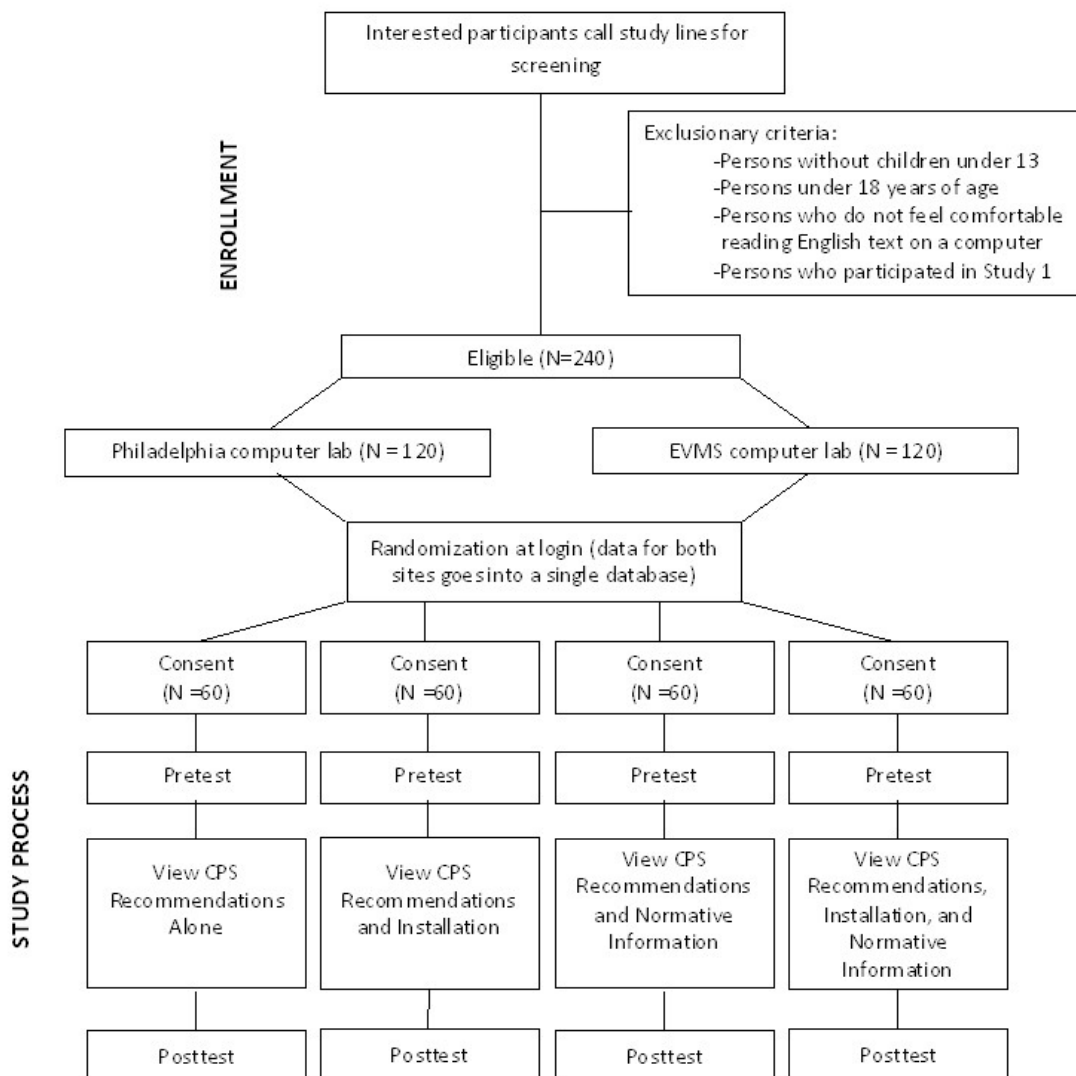 Interested participants call study lines for
screening
ENROLLMENT
Exclusionary criteria:
-Persons without children under 13
-Persons under 18 years of age
-Persons who do not feel comfortable
reading English text on a computer
-Persons who participated in Study 1
Eligible (N=240)
Philadelphia computer lab (N = 120)
EVMS computer lab (N = 120)
Randomization at login (data for both
sites goes into a single database)
Consent
(N =60)
Consent
(N =60)
Consent
(N =60)
Consent
(N =60)
STUDY PROCESS
Pretest
Pretest
Pretest
Pretest
View CPS
Recommendations
Alone
View CPS
Recommendations
and Installation
View CPS
Recommendations
and Normative
Information
View CPS
Recommendations,
Installation, and
Normative
Information
Posttest
Posttest
Posttest
Posttest